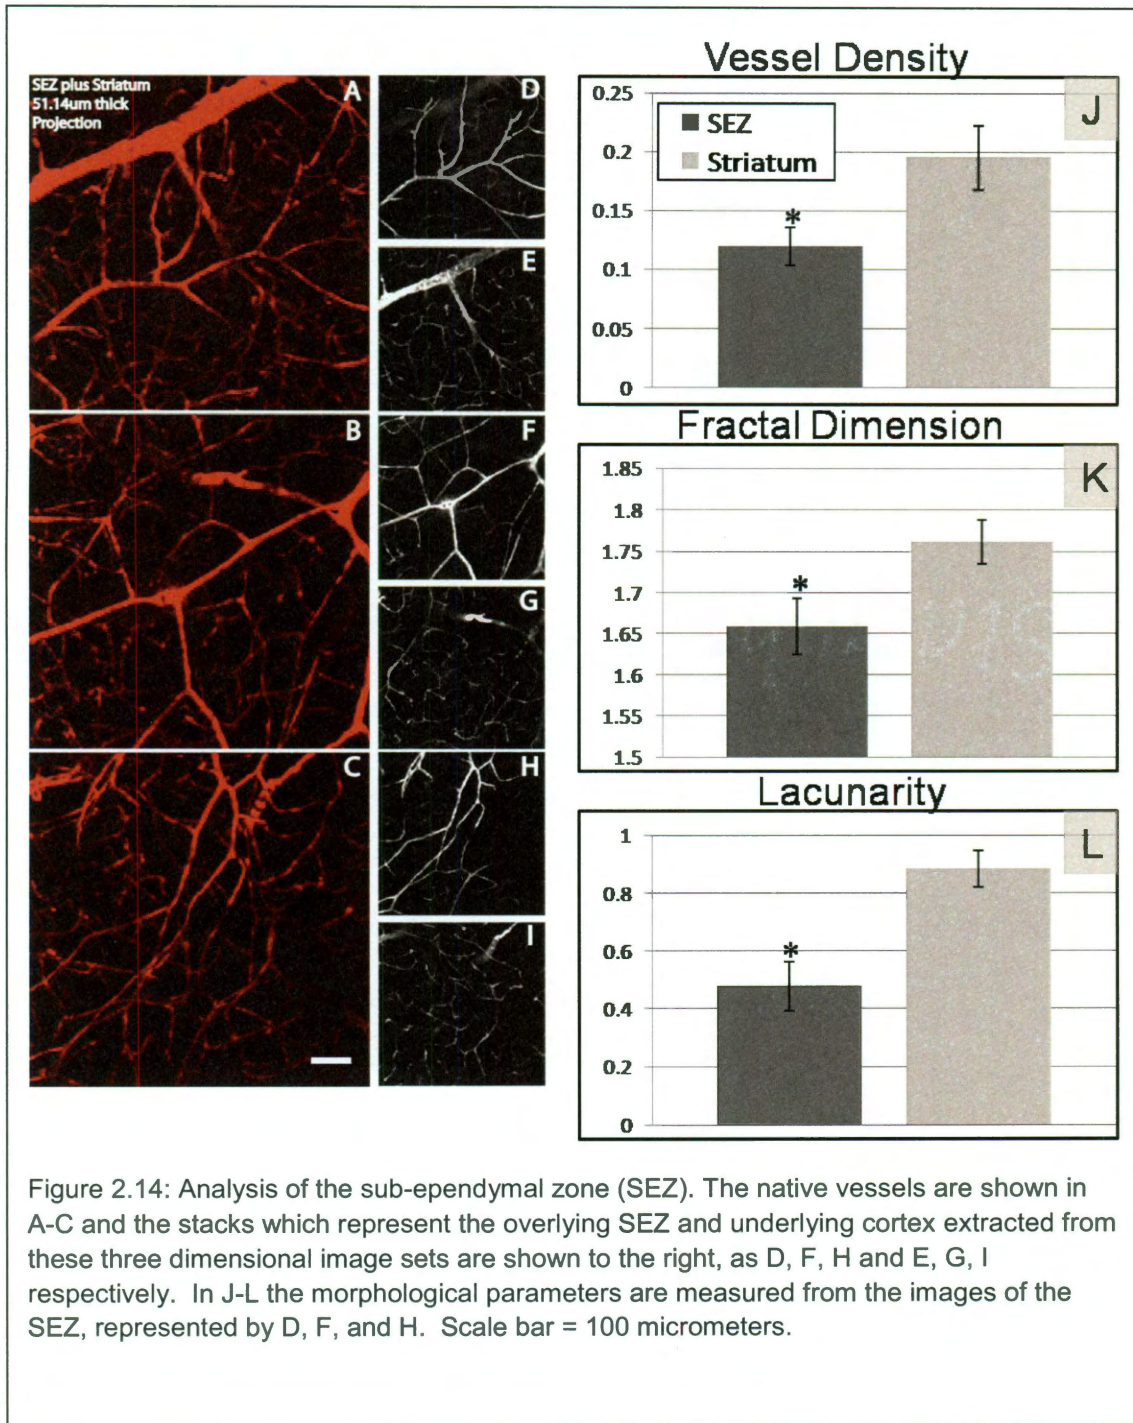 SEZ plus Striatum
51.14um thick
Projection
A
B
C
D
E
F
G
H
I
Vessel Density
J
0.25
0.2
0.15
0.1
0.05
0
SEZ
Striatum
*
Fractal Dimension
K
1.85
1.8
1.75
1.7
1.65
1.6
1.55
1.5
*
Lacunarity
L
1
0.8
0.6
0.4
0.2
0
*
Figure 2.14: Analysis of the sub-ependymal zone (SEZ). The native vessels are shown in
A-C and the stacks which represent the overlying SEZ and underlying cortex extracted from
these three dimensional image sets are shown to the right, as D, F, H and E, G, I
respectively. In J-L the morphological parameters are measured from the images of the
SEZ, represented by D, F, and H. Scale bar = 100 micrometers.